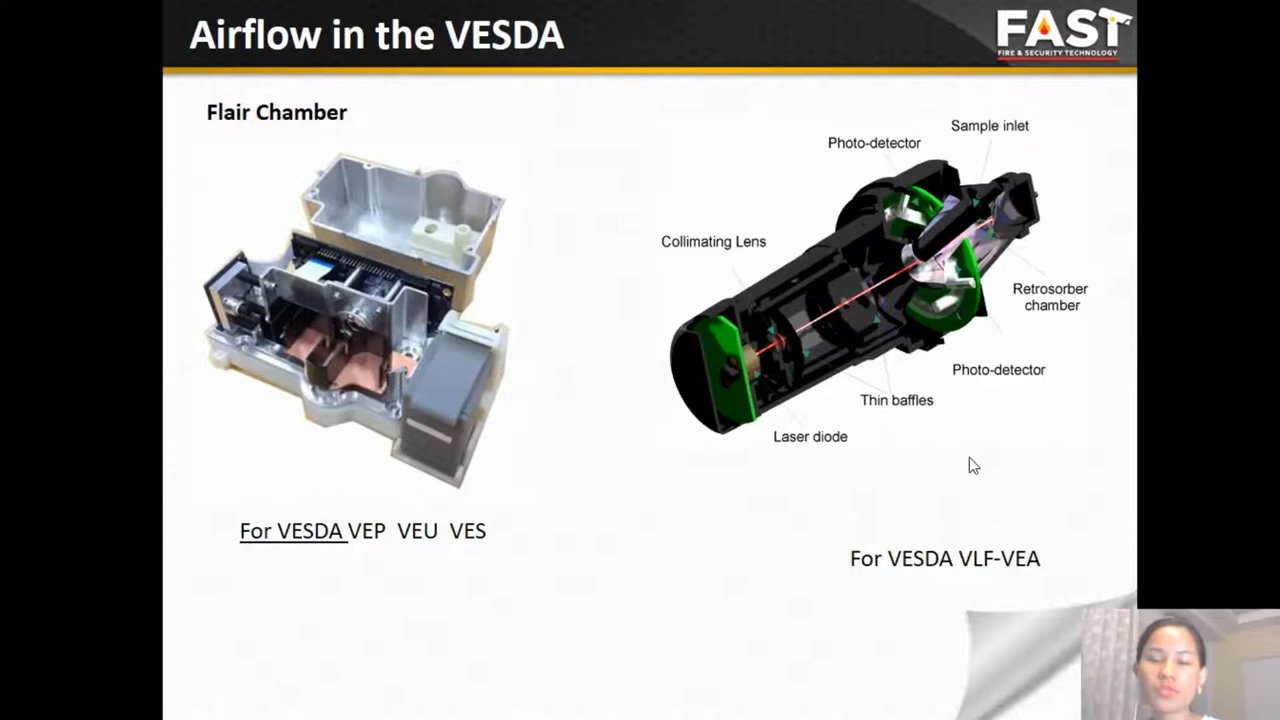 Airflow in the VESDA
FAST
FIRE & SECURITY TECHNOLOGY
Flair Chamber
Sample inlet
Photo-detector
Collimating Lens
Retrosorber
chamber
Photo-detector
Thin baffles
Laser diode
For VESDA VEP VEU VES
For VESDA VLF-VEA